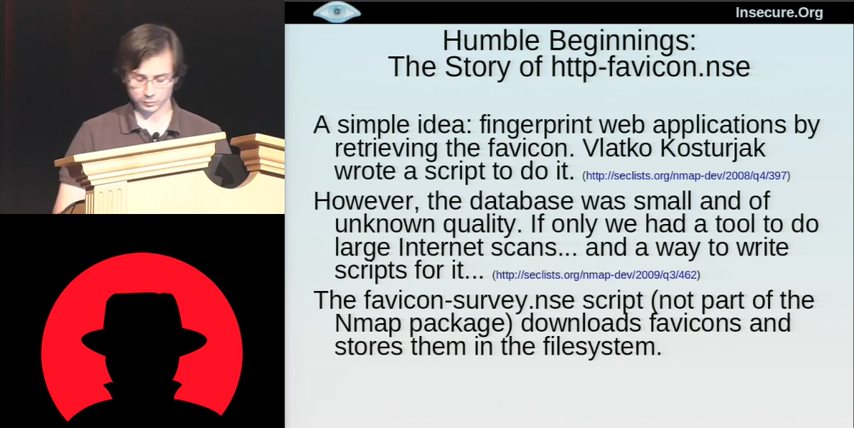 Insecure.Org
Humble Beginnings:
The Story of http-favicon.nse
A simple idea: fingerprint web applications by
retrieving the favicon. Vlatko Kosturjak
wrote a script to do it. (http://seclists.org/nmap-dev/2008/q4/397)
However, the database was small and of
unknown quality. If only we had a tool to do
large Internet scans... and a way to write
scripts for it... (http://seclists.org/nmap-dev/2009/q3/462)
The favicon-survey.nse script (not part of the
Nmap package) downloads favicons and
stores them in the filesystem.